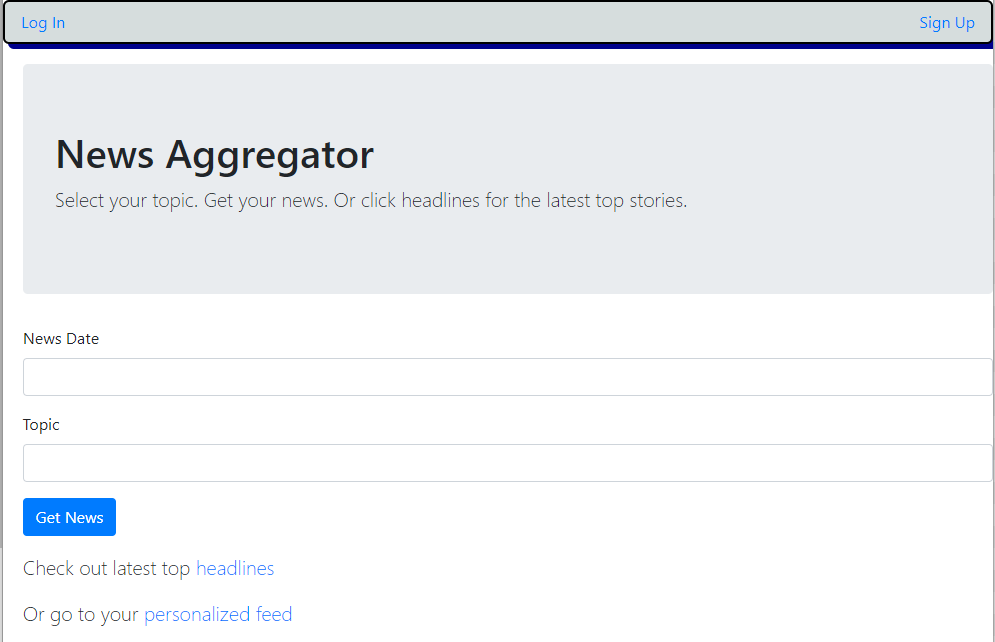 Log In
Sign Up
News Aggregator
Select your topic. Get your news. Or click headlines for the latest top stories.
News Date
Topic
Get News
Check out latest top headlines
Or go to your personalized feed